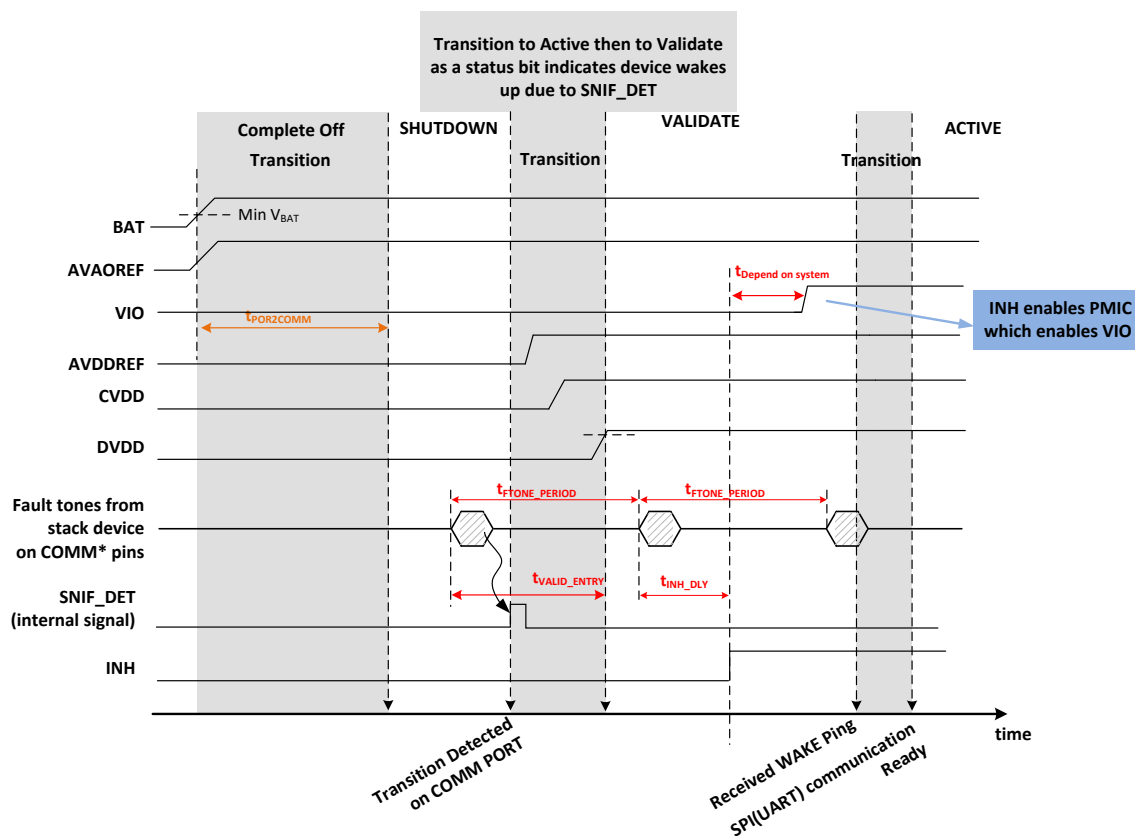 Transition to Active then to Validate
as a status bit indicates device wakes
up due to SNIF_DET
Complete Off
Transition
SHUTDOWN
Transition
VALIDATE
Transition
ACTIVE
BAT
Min VBAT
AVAOREF
tDepend on system
VIO
INH enables PMIC
which enables VIO
tPOR2COMM
AVDDREF
CVDD
DVDD
Fault tones from
stack device
on COMM* pins
tFTONE_PERIOD
tFTONE_PERIOD
tVALID_ENTRY
tINH_DLY
SNIF_DET
(internal signal)
INH
time
Transition Detected
on COMM PORT
Received WAKE Ping
SPI(UART) communication
Ready